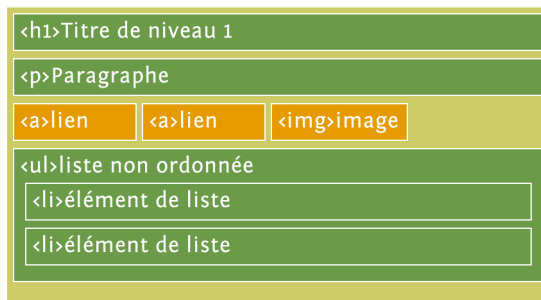 <h1>Titre de niveau 1
<p>Paragraphe
<a>lien <a>lien <img>image
<ul>liste non ordonnée
<li>élément de liste
<li>élément de liste